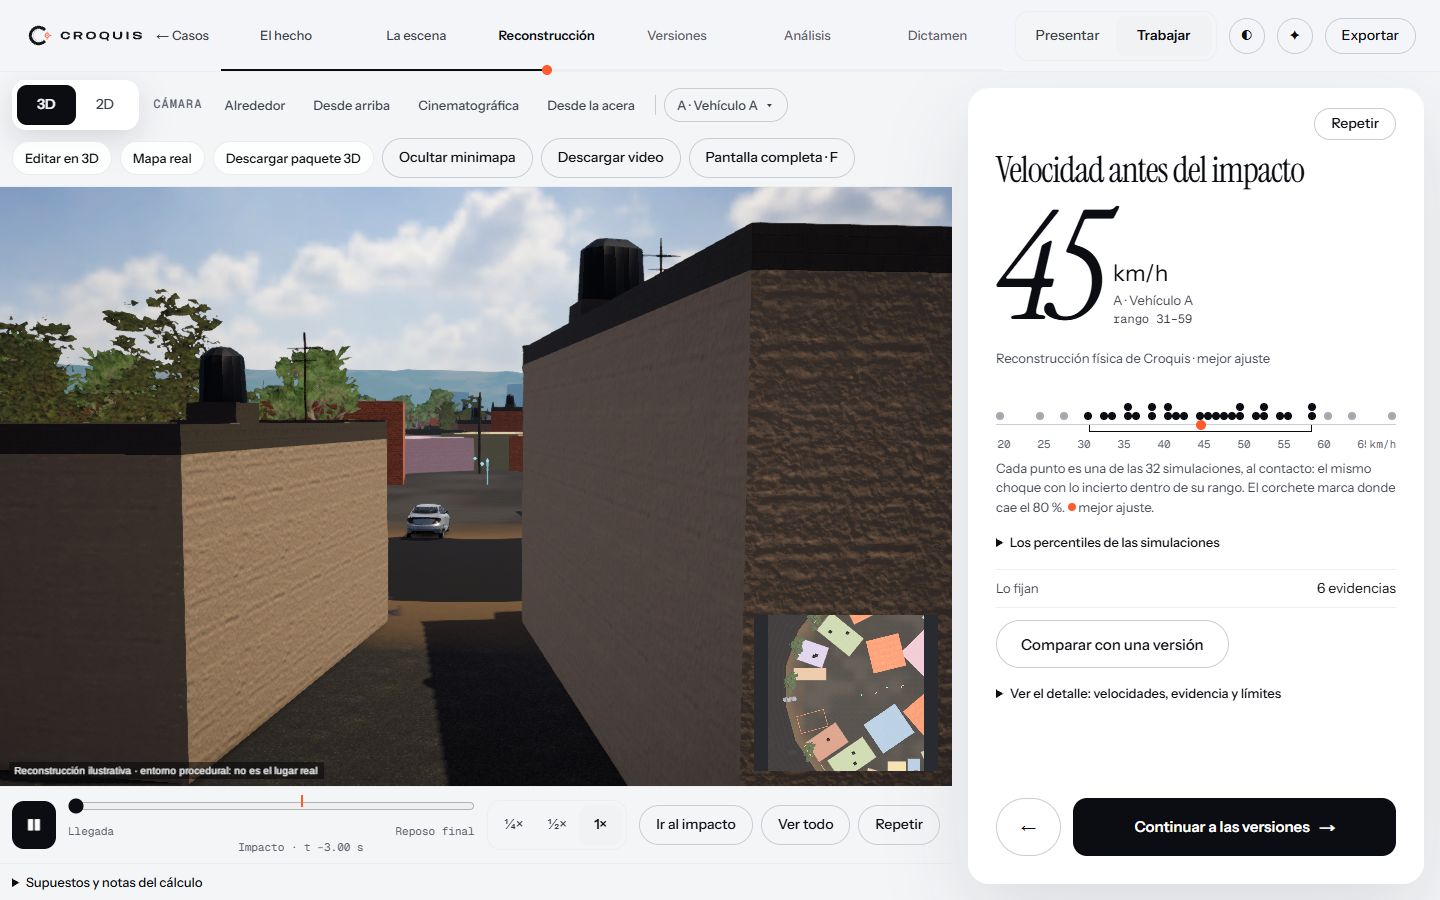 CROQUIS
← Casos
El hecho
La escena
Reconstrucción
Versiones
Análisis
Dictamen
Presentar
Trabajar
Exportar
3D
2D
CÁMARA
Alrededor
Desde arriba
Cinematográfica
Desde la acera
A · Vehículo A
Editar en 3D
Mapa real
Descargar paquete 3D
Ocultar minimapa
Descargar video
Pantalla completa · F
Reconstrucción ilustrativa - entorno procedural: no es el lugar real
Llegada
Reposo final
Impacto · t -3.00 s
¼×
½×
1×
Ir al impacto
Ver todo
Repetir
Supuestos y notas del cálculo
Repetir
Velocidad antes del impacto
45 km/h
A · Vehículo A
rango 31–59
Reconstrucción física de Croquis · mejor ajuste
20 25 30 35 40 45 50 55 60 km/h
Cada punto es una de las 32 simulaciones, al contacto: el mismo
choque con lo incierto dentro de su rango. El corchete marca donde
cae el 80 %. mejor ajuste.
Los percentiles de las simulaciones
Lo fijan
6 evidencias
Comparar con una versión
Ver el detalle: velocidades, evidencia y límites
←
Continuar a las versiones →